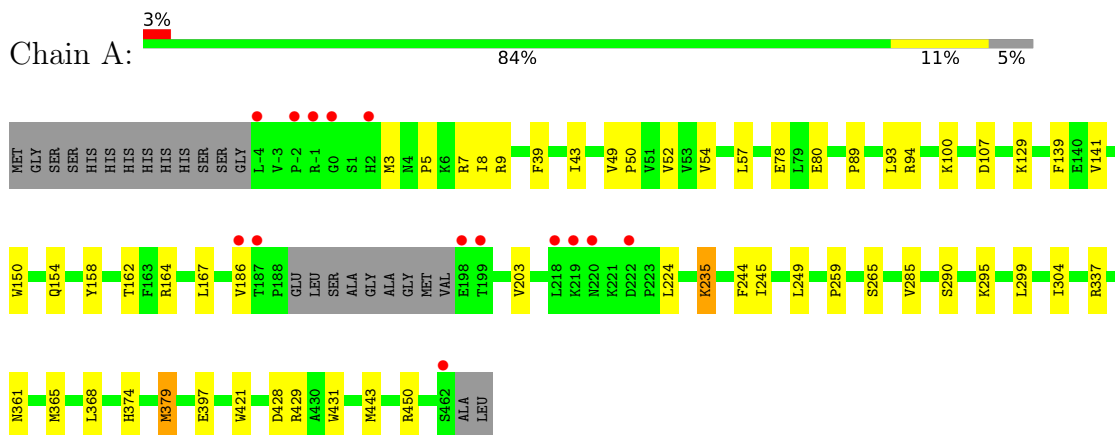 3%
Chain A:
84% 11% 5%
MET GLY SER SER HIS HIS HIS HIS HIS HIS SER SER GLY L-4 V-3 P-2 R-1 G0 S1 H2 M3 N4 P5 K6 R7 I8 R9 F39 I43 V49 P50 V51 V52 V53 V54 L57 E78 L79 E80 P89 L93 R94 K100 D107 K129 F139 E140 V141
W150 Q154 Y158 T162 F163 R164 L167 V186 T187 P188 GLU LEU SER ALA GLY ALA GLY MET VAL E198 T199 V203 L218 K219 N220 K221 D222 P223 L224 K235 F244 I245 L249 P259 S265 V285 S290 K295 L299 I304 R337
N361 M365 L368 H374 M379 E397 W421 D428 R429 A430 W431 M443 R450 S462 ALA LEU